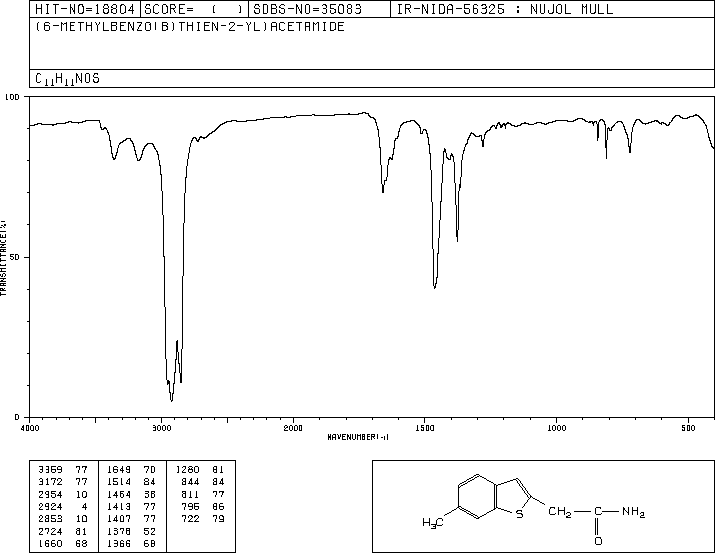 HIT-NO=18804 SCORE= ( ) SDBS-NO=35083 IR-NIDA-56325 : NUJOL MULL
(6-METHYLBENZO(B)THIEN-2-YL)ACETAMIDE
C11H11NOS
100
50
0
TRANSMITTANCE(%)
4000 3000 2000 1500 1000 500
WAVENUMBER(-1)
3369 77 1649 70 1280 81
3172 77 1514 84 844 84
2954 10 1464 36 811 77
2924 4 1413 77 796 86
2853 10 1407 77 722 79
2724 81 1378 52
1660 68 1366 68
H3C S CH2 C NH2
O